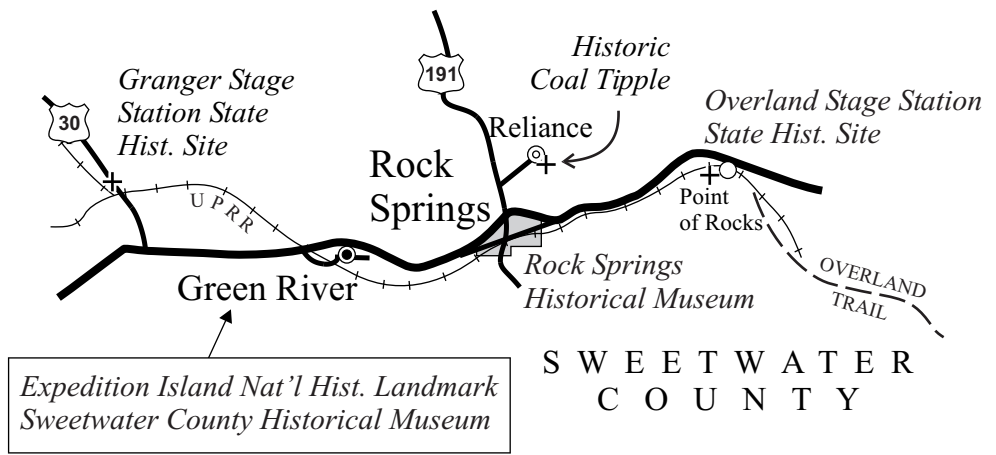 Granger Stage
Station State
Hist. Site
30
191
Historic
Coal Tipple
Reliance
Overland Stage Station
State Hist. Site
Rock
Springs
UPRR
Point
of Rocks
Green River
Rock Springs
Historical Museum
OVERLAND
TRAIL
Expedition Island Nat'l Hist. Landmark
Sweetwater County Historical Museum
SWEETWATER
COUNTY